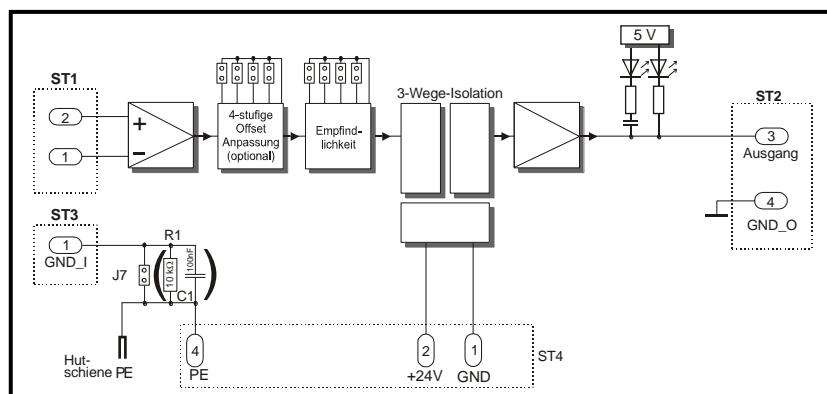 5 V
ST1
2
+
1
−
4-stufige
Offset
Anpassung
(optional)
Empfind-
lichkeit
3-Wege-Isolation
ST2
3
Ausgang
4
GND_O
ST3
1
GND_I
R1
J7
10 kΩ
100nF
C1
Hut-
schiene PE
4
PE
2
+24V
1
GND
ST4